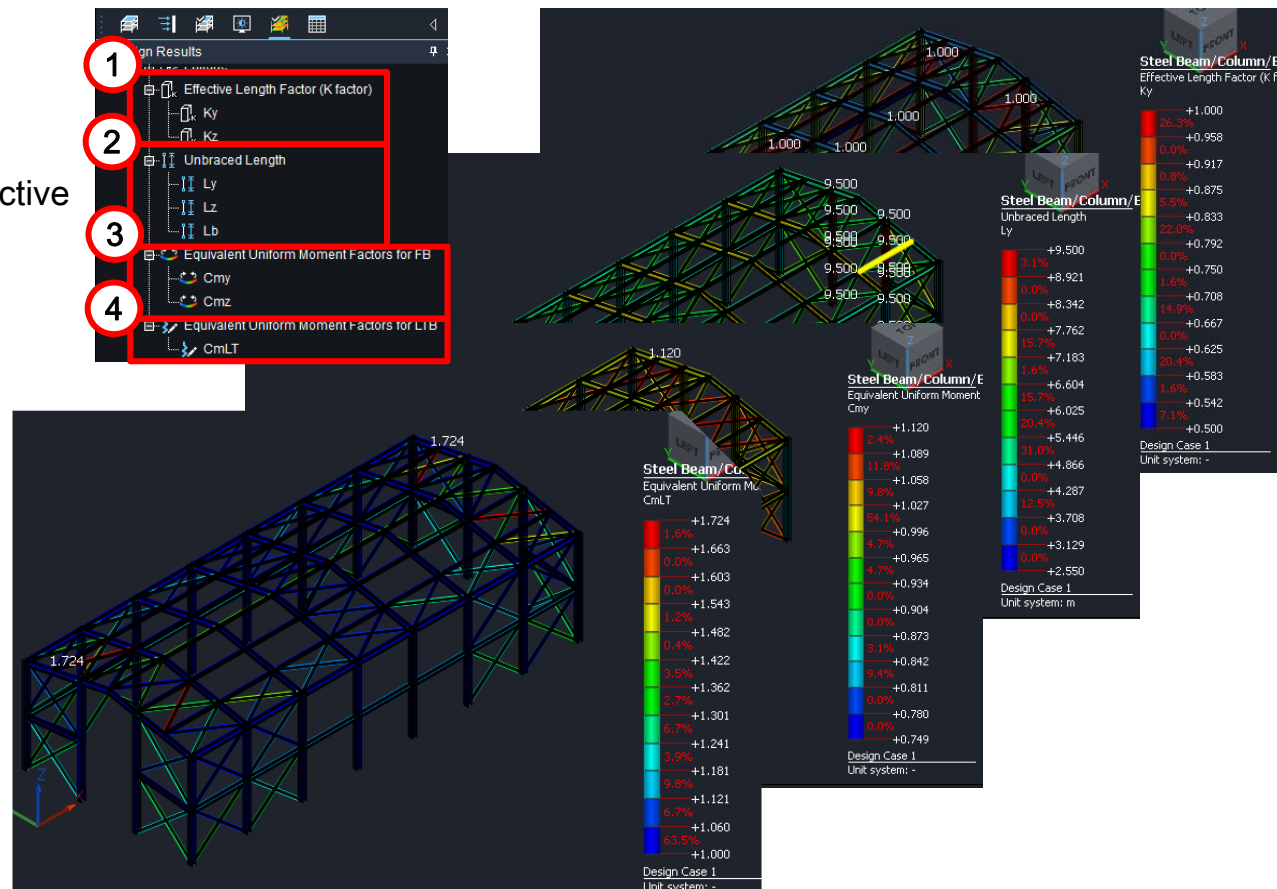 gn Results
1
Effective Length Factor (K factor)
Ky
Kz
2
Unbraced Length
Ly
Lz
Lb
ctive
3
Equivalent Uniform Moment Factors for FB
Cmy
Cmz
4
Equivalent Uniform Moment Factors for LTB
CmLT
1.000
1.000
1.000
1.000
1.000
Z
LEFT
FRONT
Y
X
Steel Beam/Column/B
Effective Length Factor (K f
Ky
+1.000
26.3%
+0.958
0.0%
+0.917
0.8%
+0.875
5.5%
+0.833
22.0%
+0.792
0.0%
+0.750
1.6%
+0.708
14.9%
+0.667
0.0%
+0.625
20.4%
+0.583
1.6%
+0.542
7.1%
+0.500
Design Case 1
Unit system: -
9.500
9.500
9.500
9.500
9.500
9.500
9.500
9.500
Z
LEFT
FRONT
Y
X
Steel Beam/Column/B
Unbraced Length
Ly
+9.500
3.1%
+8.921
0.0%
+8.342
0.0%
+7.762
15.7%
+7.183
1.6%
+6.604
15.7%
+6.025
20.4%
+5.446
31.0%
+4.866
0.0%
+4.287
12.5%
+3.708
0.0%
+3.129
0.0%
+2.550
Design Case 1
Unit system: m
1.120
TOP
Z
LEFT
FRONT
Y
X
Steel Beam/Column/E
Equivalent Uniform Moment
Cmy
+1.120
2.4%
+1.089
11.8%
+1.058
9.8%
+1.027
54.1%
+0.996
4.7%
+0.965
4.7%
+0.934
0.0%
+0.904
0.0%
+0.873
3.1%
+0.842
9.4%
+0.811
0.0%
+0.780
0.0%
+0.749
Design Case 1
Unit system: -
1.724
1.724
Z
Y
LEFT
Steel Beam/Co
Equivalent Uniform Mo
CmLT
+1.724
1.6%
+1.663
0.0%
+1.603
0.0%
+1.543
1.2%
+1.482
0.4%
+1.422
3.5%
+1.362
2.7%
+1.301
6.7%
+1.241
3.9%
+1.181
9.8%
+1.121
6.7%
+1.060
63.5%
+1.000
Design Case 1
Unit system: -